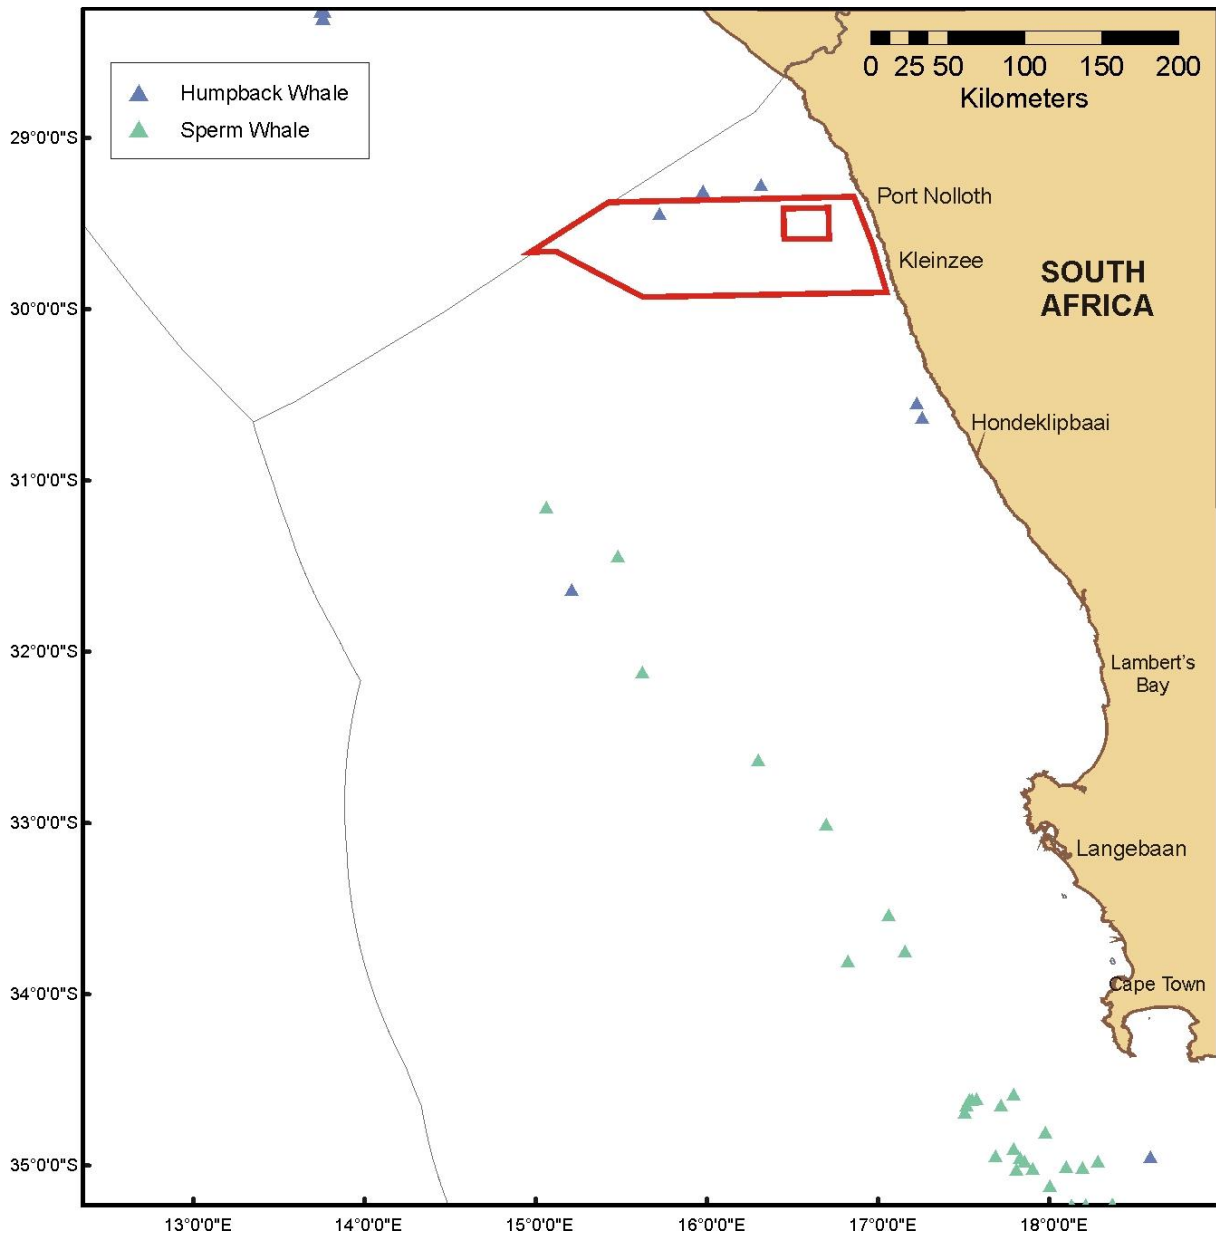 0 25 50 100 150 200
Kilometers
Humpback Whale
Sperm Whale
29°0'0"S
Port Nolloth
Kleinzee
SOUTH
AFRICA
30°0'0"S
Hondeklipbaai
31°0'0"S
32°0'0"S
Lambert's
Bay
33°0'0"S
Langebaan
34°0'0"S
Cape Town
35°0'0"S
13°0'0"E 14°0'0"E 15°0'0"E 16°0'0"E 17°0'0"E 18°0'0"E